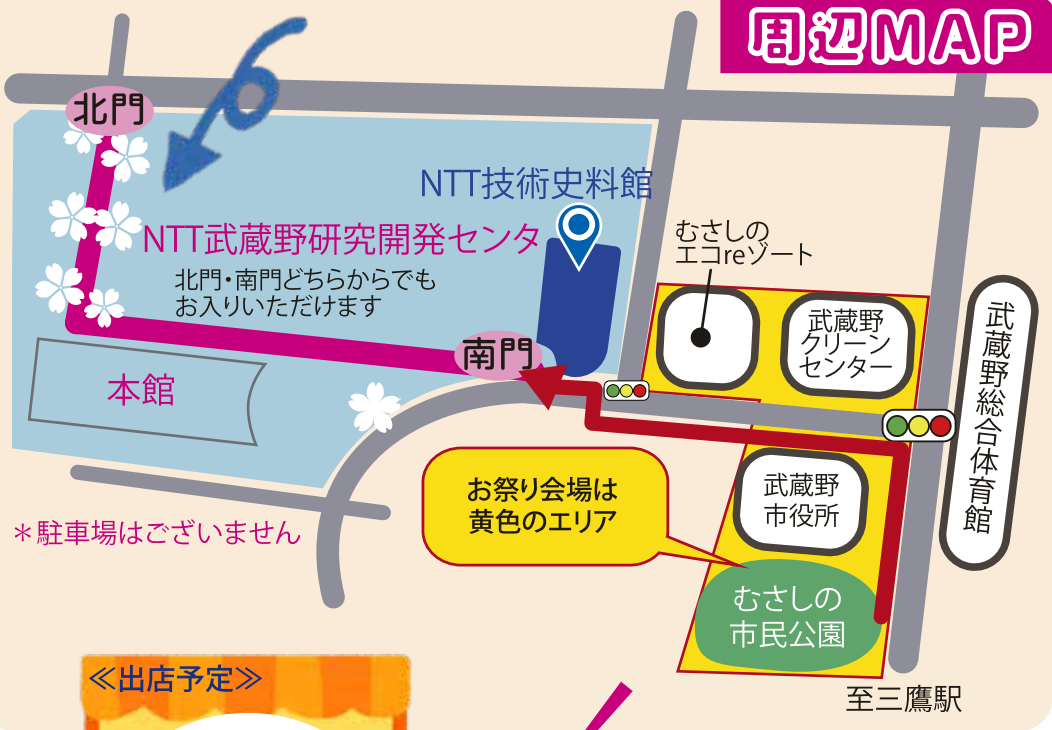 周辺MAP
北門
NTT技術史料館
NTT武蔵野研究開発センタ
北門・南門どちらからでも
お入りいただけます
むさしの
エコreゾート
武蔵野
クリーン
センター
武蔵野総合体育館
南門
本館
お祭り会場は
黄色のエリア
武蔵野
市役所
＊駐車場はございません
むさしの
市民公園
≪出店予定≫
至三鷹駅